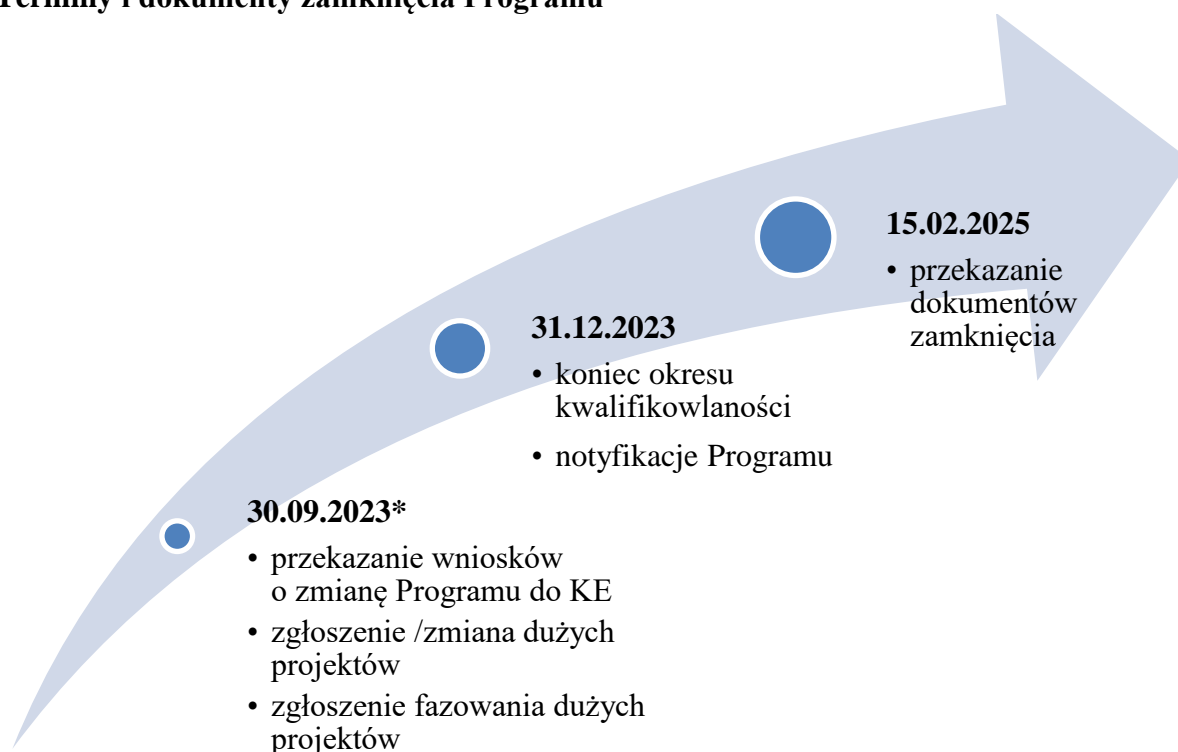 Terminy i dokumenty zamknięcia Programu
15.02.2025
• przekazanie
dokumentów
zamknięcia
31.12.2023
• koniec okresu
kwalifikowlaności
• notyfikacje Programu
30.09.2023*
• przekazanie wniosków
o zmianę Programu do KE
• zgłoszenie /zmiana dużych
projektów
• zgłoszenie fazowania dużych
projektów